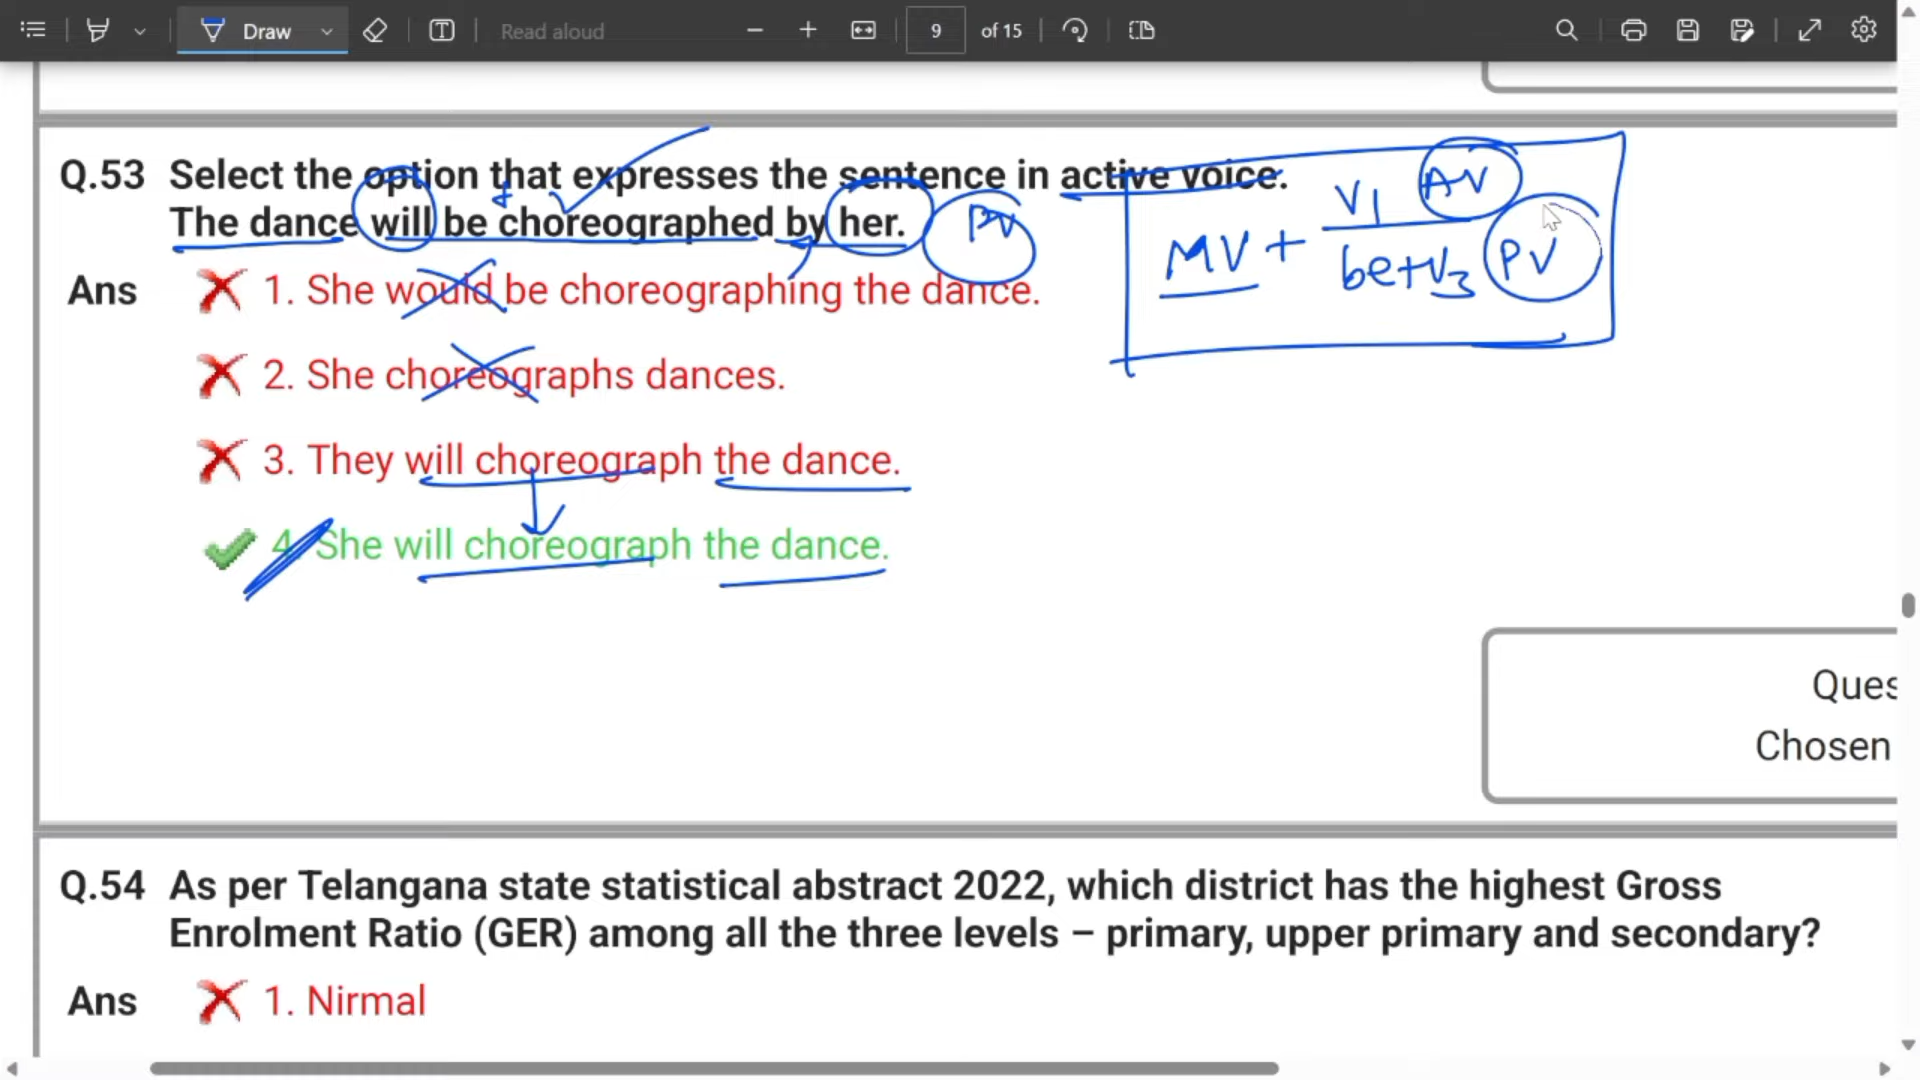 Draw
Read aloud
9
of 15
Q.53 Select the option that expresses the sentence in active voice.
The dance will be choreographed by her.
PV
V1 AV
MV + be+V3 PV
Ans 1. She would be choreographing the dance.
2. She choreographs dances.
3. They will choreograph the dance.
4. She will choreograph the dance.
Ques
Chosen
Q.54 As per Telangana state statistical abstract 2022, which district has the highest Gross
Enrolment Ratio (GER) among all the three levels – primary, upper primary and secondary?
Ans 1. Nirmal